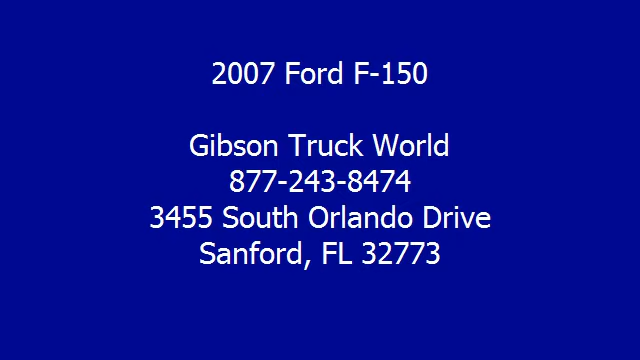 2007 Ford F-150
Gibson Truck World
877-243-8474
3455 South Orlando Drive
Sanford, FL 32773